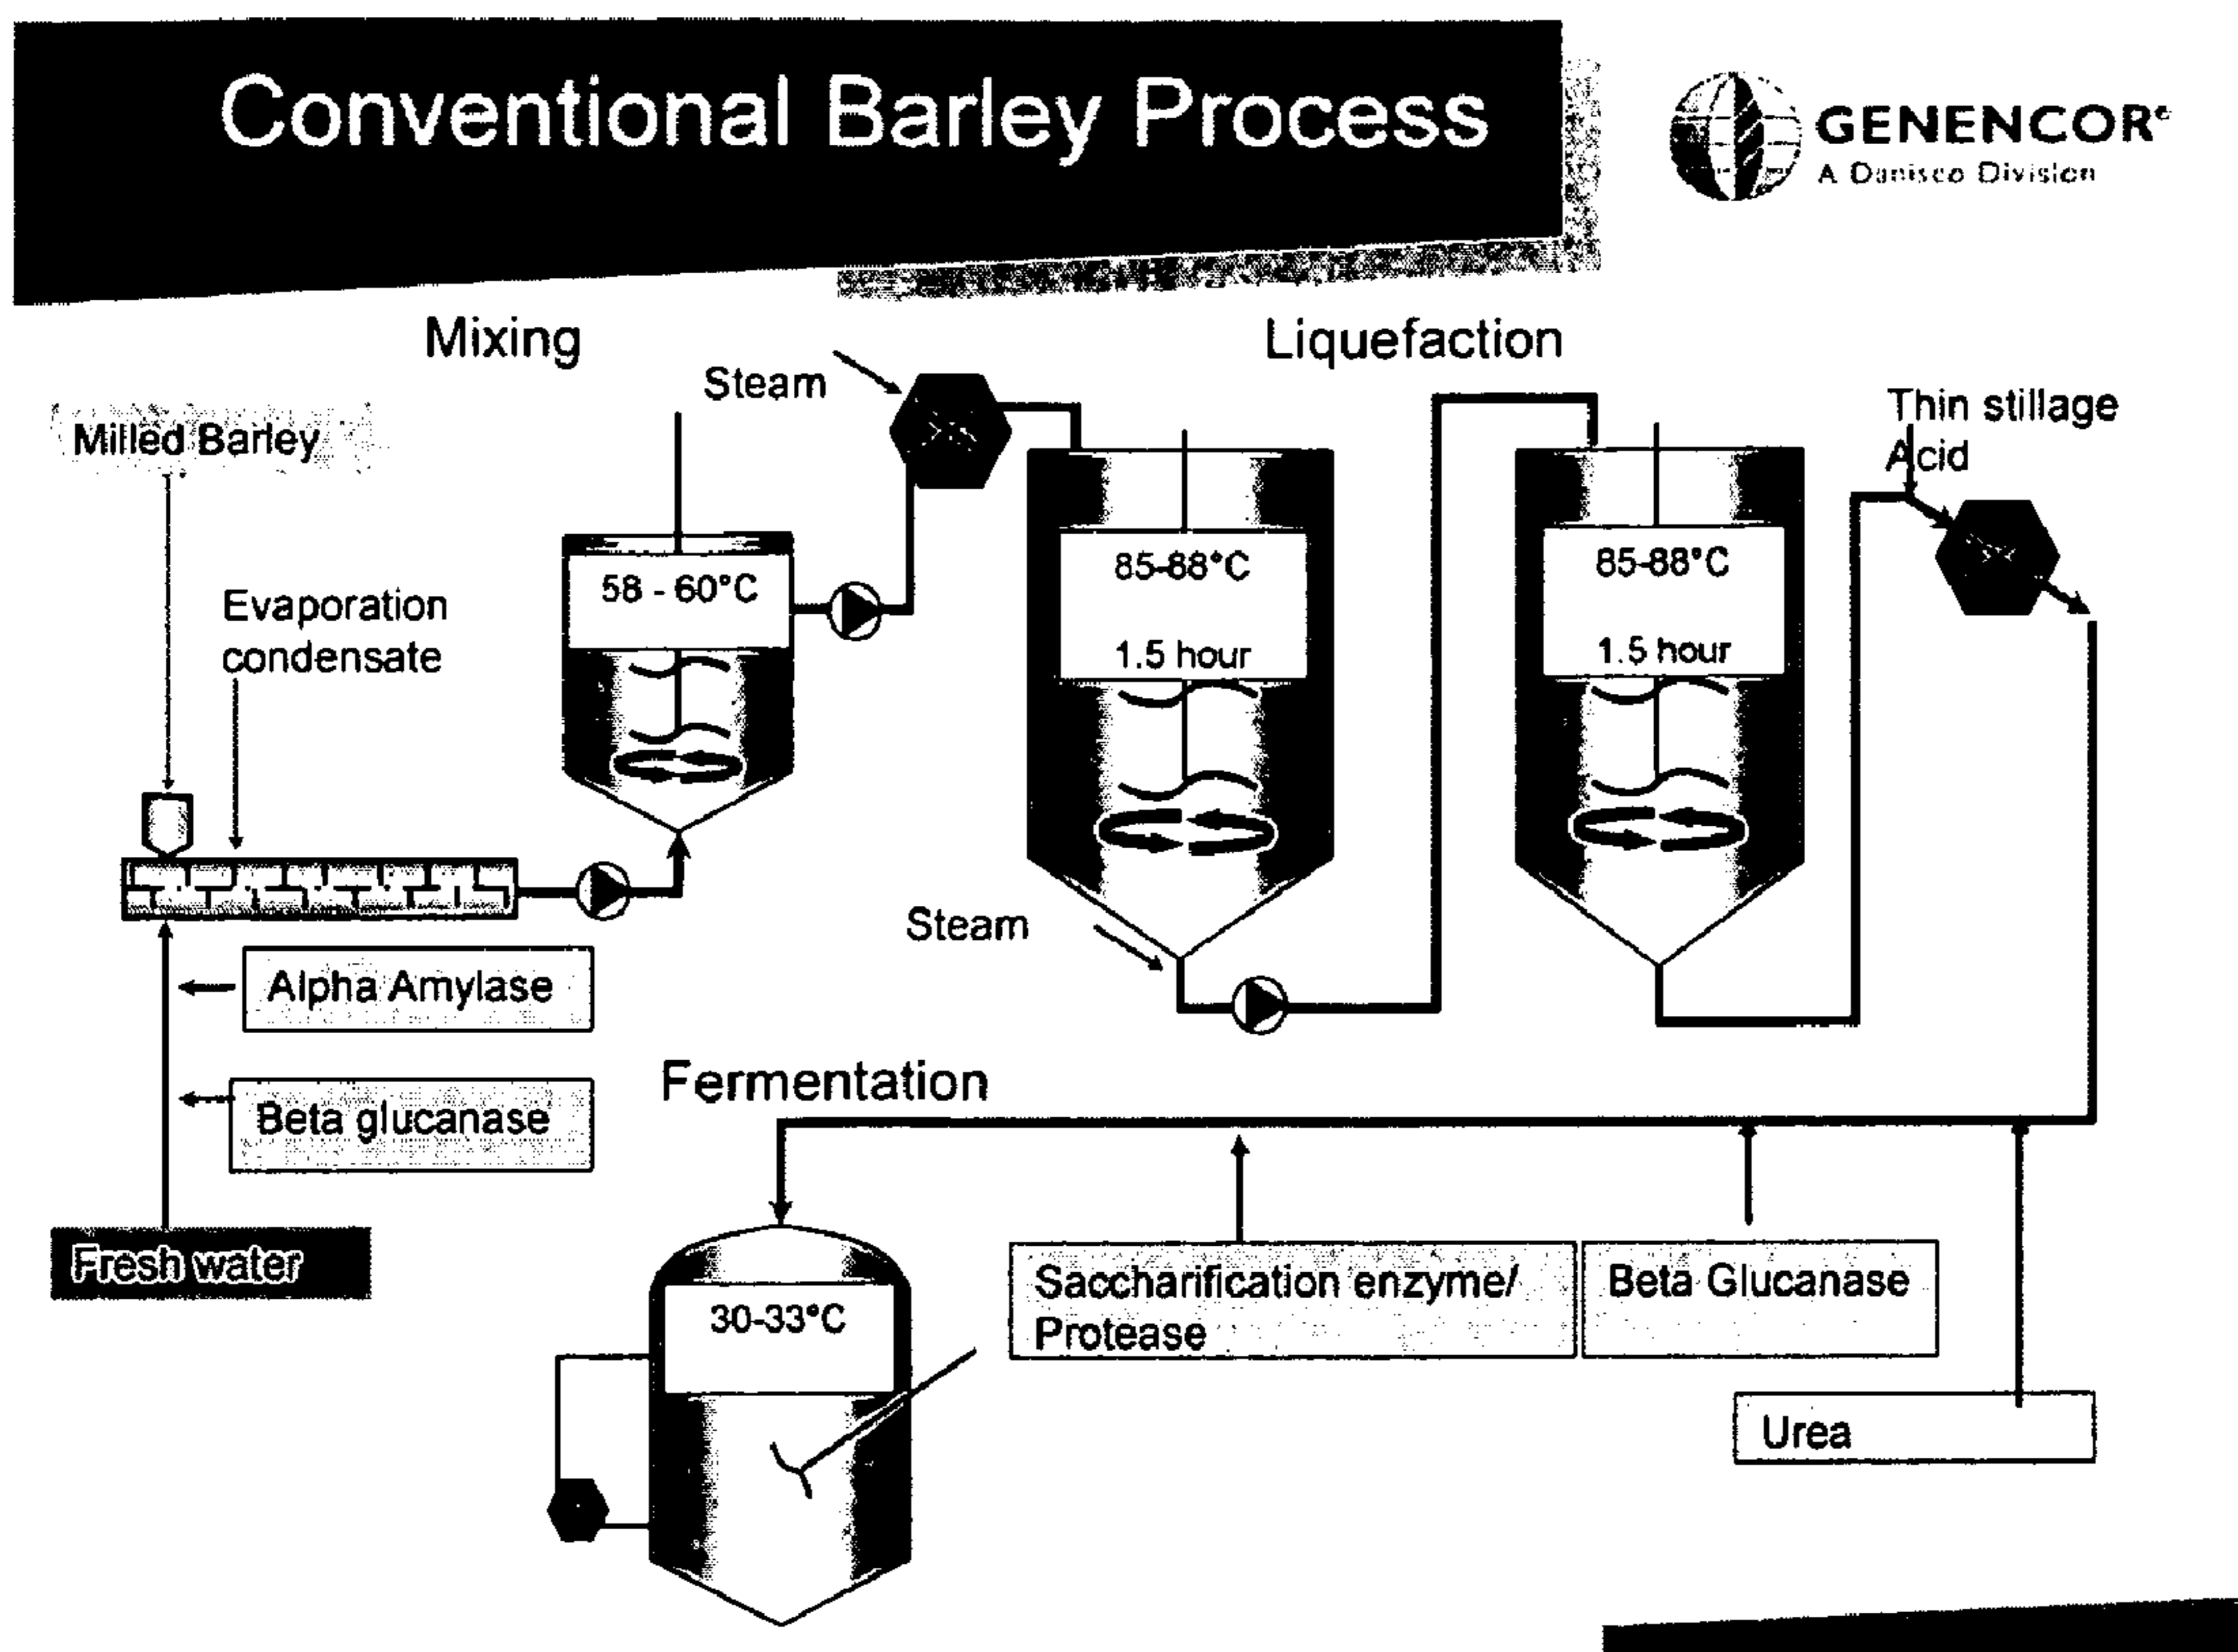 Conventional Barley Process
GENENCOR
A Danisco Division
Mixing
Liquefaction
Steam
Thin stillage
Acid
Milled Barley
58 - 60°C
85-88°C
1.5 hour
85-88°C
1.5 hour
Evaporation
condensate
Steam
Alpha Amylase
Beta glucanase
Fresh water
Fermentation
30-33°C
Saccharification enzyme/
Protease
Beta Glucanase
Urea